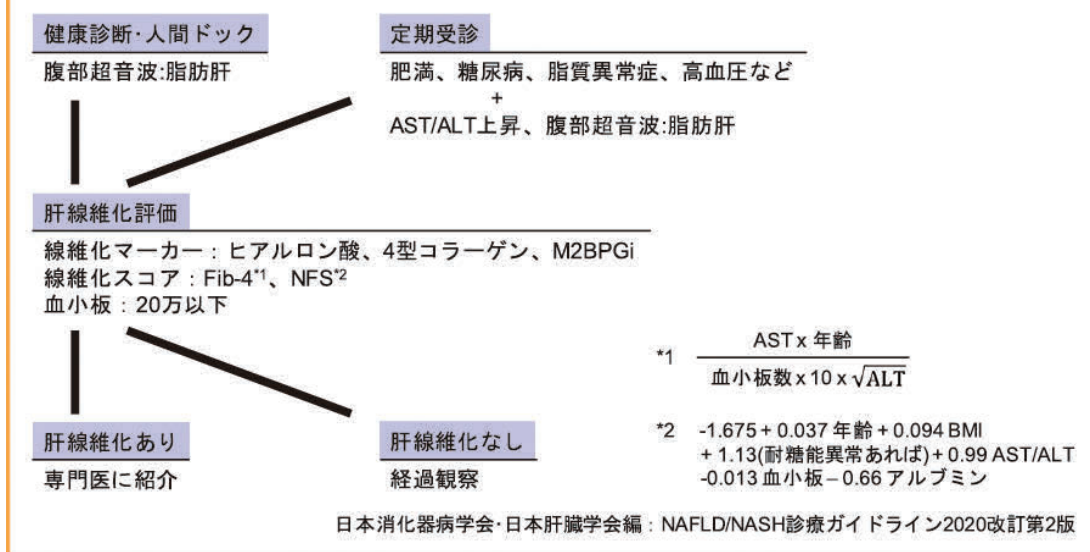 健康診断･人間ドック
腹部超音波:脂肪肝
定期受診
肥満、糖尿病、脂質異常症、高血圧など
+
AST/ALT上昇、腹部超音波:脂肪肝
肝線維化評価
線維化マーカー：ヒアルロン酸、4型コラーゲン、M2BPGi
線維化スコア：Fib-4*1、NFS*2
血小板：20万以下
肝線維化あり
専門医に紹介
肝線維化なし
経過観察
*1
AST x 年齢
血小板数 x 10 x √ALT
*2 -1.675 + 0.037 年齢 + 0.094 BMI
+ 1.13(耐糖能異常あれば) + 0.99 AST/ALT
-0.013 血小板 – 0.66 アルブミン
日本消化器病学会･日本肝臓学会編：NAFLD/NASH診療ガイドライン2020改訂第2版